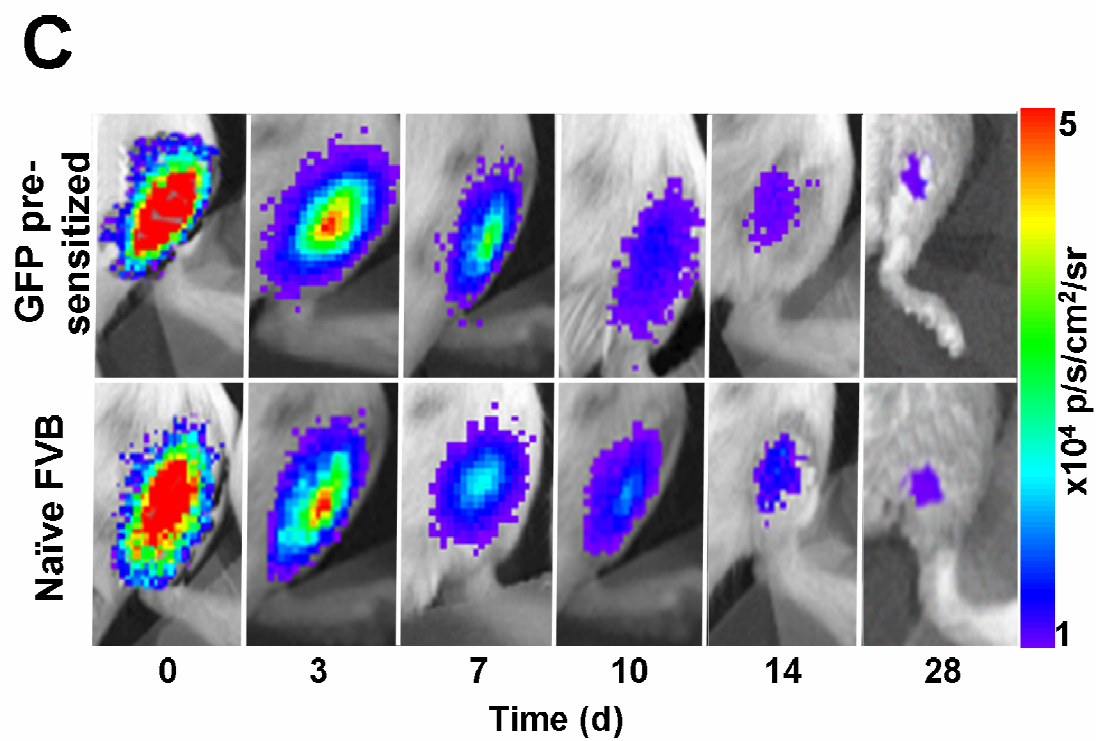 C
GFP pre-
sensitized
Naïve FVB
5
x10⁴ p/s/cm²/sr
1
0 3 7 10 14 28
Time (d)